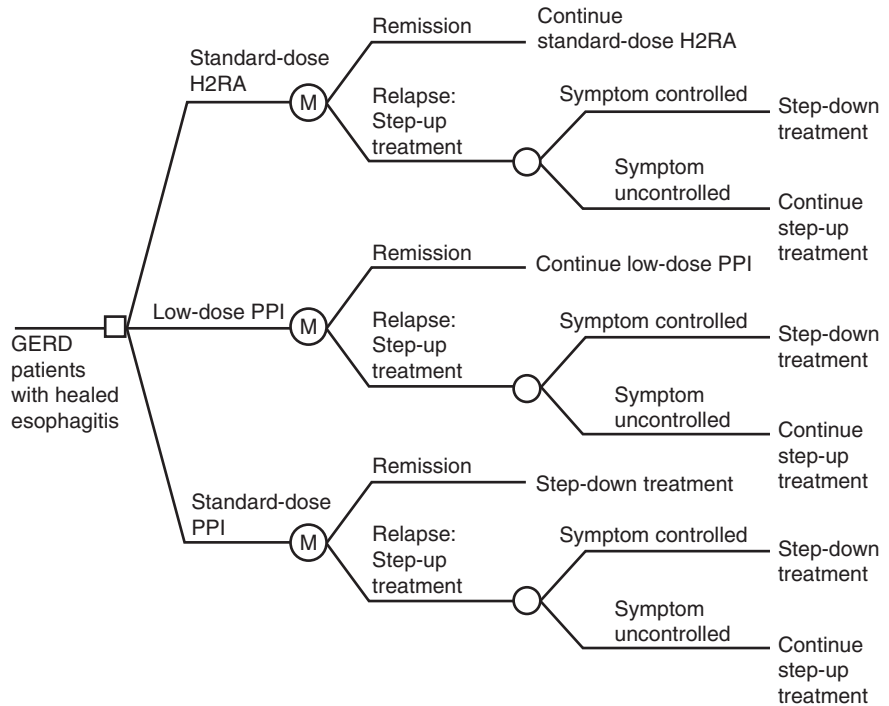 Remission
Continue
standard-dose H2RA
Standard-dose
H2RA
M
Relapse:
Step-up
treatment
Symptom controlled
Step-down
treatment
Symptom
uncontrolled
Continue
step-up
treatment
Remission
Continue low-dose PPI
Low-dose PPI
M
Relapse:
Step-up
treatment
Symptom controlled
Step-down
treatment
Symptom
uncontrolled
Continue
step-up
treatment
GERD
patients
with healed
esophagitis
Remission
Step-down treatment
Standard-dose
PPI
M
Relapse:
Step-up
treatment
Symptom controlled
Step-down
treatment
Symptom
uncontrolled
Continue
step-up
treatment